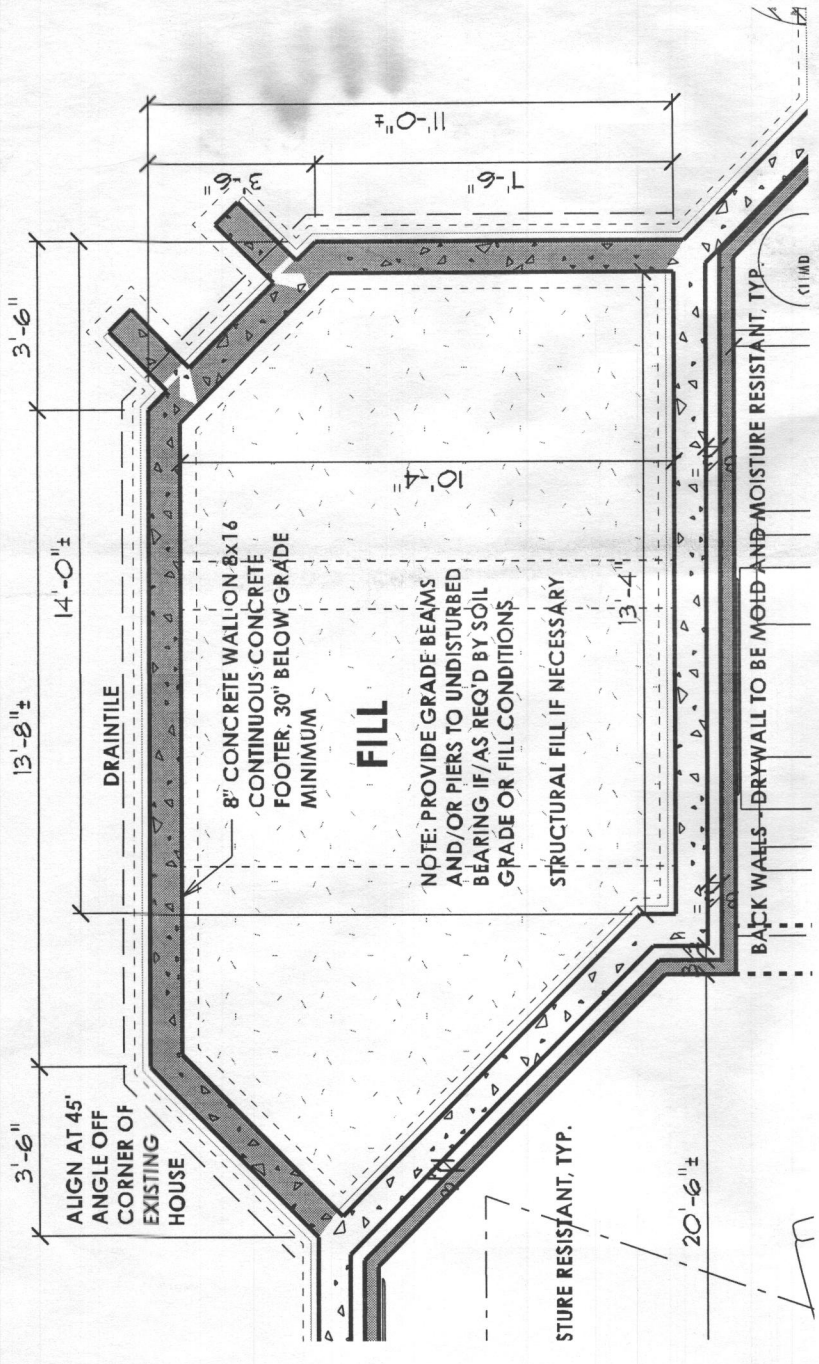 3'-6"
13'-8"±
3'-6"
14'-0"±
ALIGN AT 45°
ANGLE OFF
CORNER OF
EXISTING
HOUSE
DRAINTILE
3'-6"
11'-0"±
7'-6"
8" CONCRETE WALL ON 8x16
CONTINUOUS CONCRETE
FOOTER, 30" BELOW GRADE
MINIMUM
FILL
10'-4"
NOTE: PROVIDE GRADE BEAMS
AND/OR PIERS TO UNDISTURBED
BEARING IF/AS REQ'D BY SOIL
GRADE OR FILL CONDITIONS
STRUCTURAL FILL IF NECESSARY
13'-4"
STURE RESISTANT, TYP.
20'-6"±
BACK WALLS - DRYWALL TO BE MOLD AND MOISTURE RESISTANT, TYP.